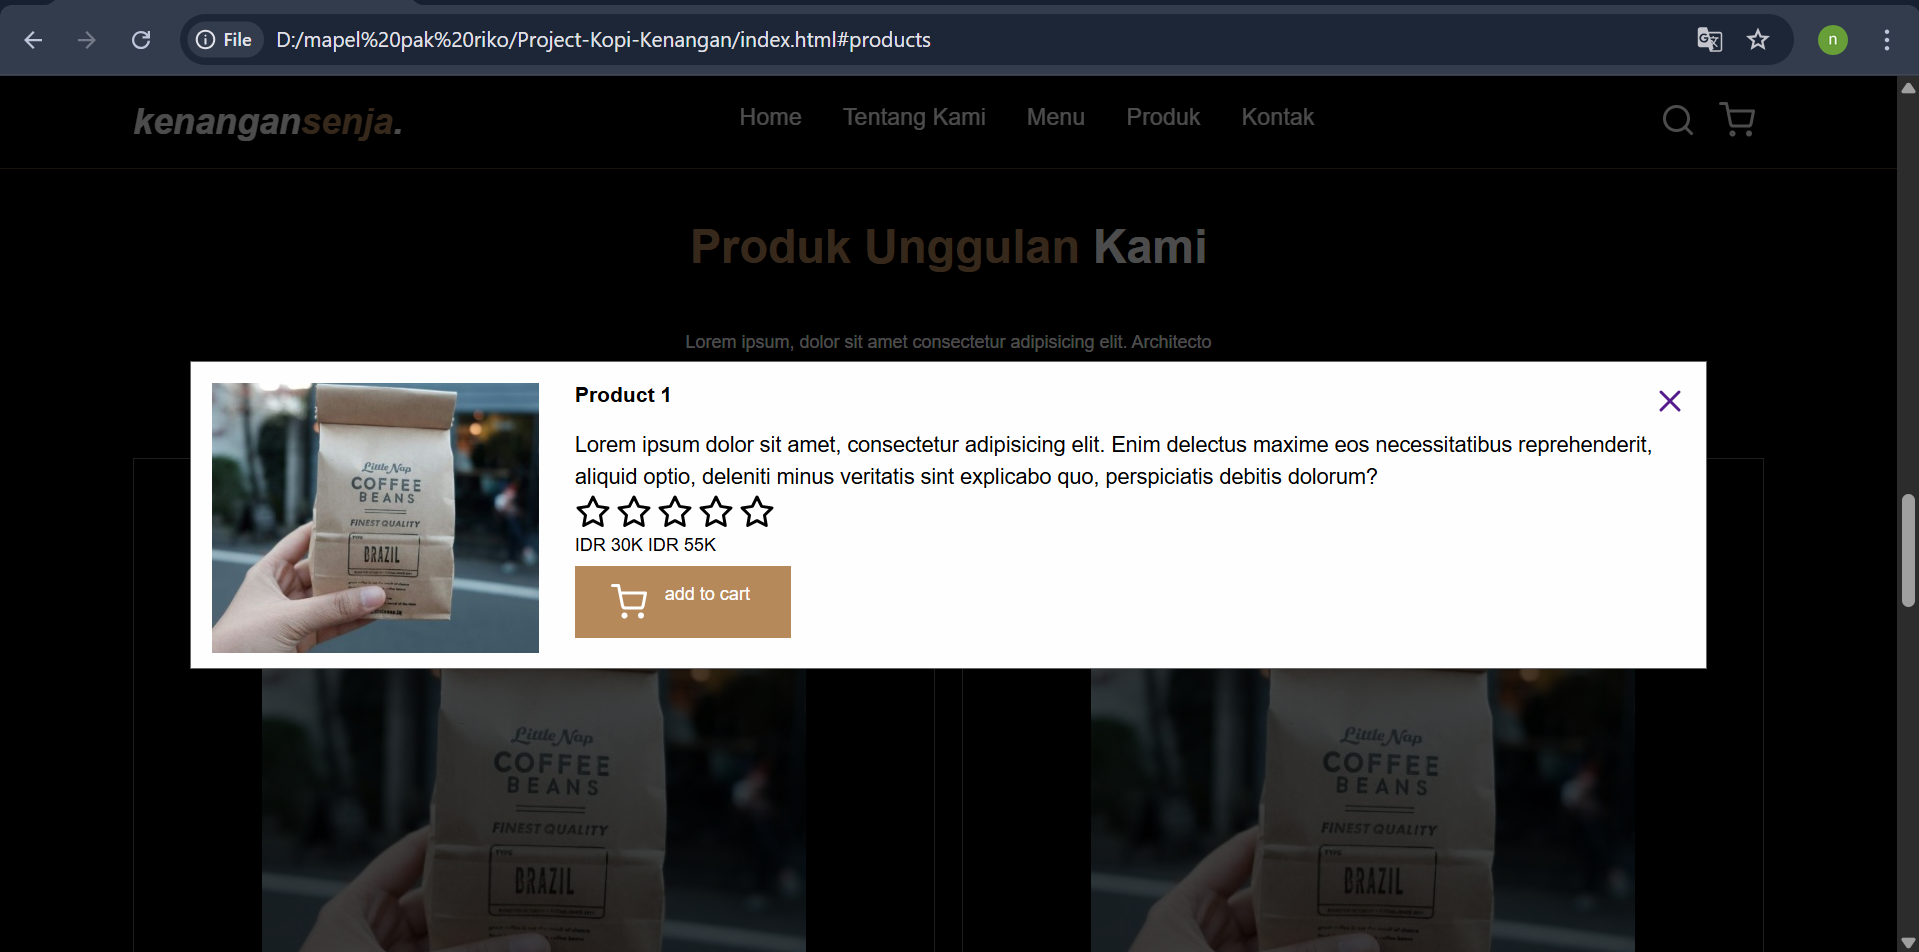 File D:/mapel%20pak%20riko/Project-Kopi-Kenangan/index.html#products
n
kenangansenja.
Home Tentang Kami Menu Produk Kontak
Produk Unggulan Kami
Lorem ipsum, dolor sit amet consectetur adipisicing elit. Architecto
Product 1
Lorem ipsum dolor sit amet, consectetur adipisicing elit. Enim delectus maxime eos necessitatibus reprehenderit,
aliquid optio, deleniti minus veritatis sint explicabo quo, perspiciatis debitis dolorum?
IDR 30K IDR 55K
add to cart
Little Nap
COFFEE
BEANS
FINEST QUALITY
TYPE
BRAZIL
Little Nap
COFFEE
BEANS
FINEST QUALITY
TYPE
BRAZIL
Little Nap
COFFEE
BEANS
FINEST QUALITY
TYPE
BRAZIL